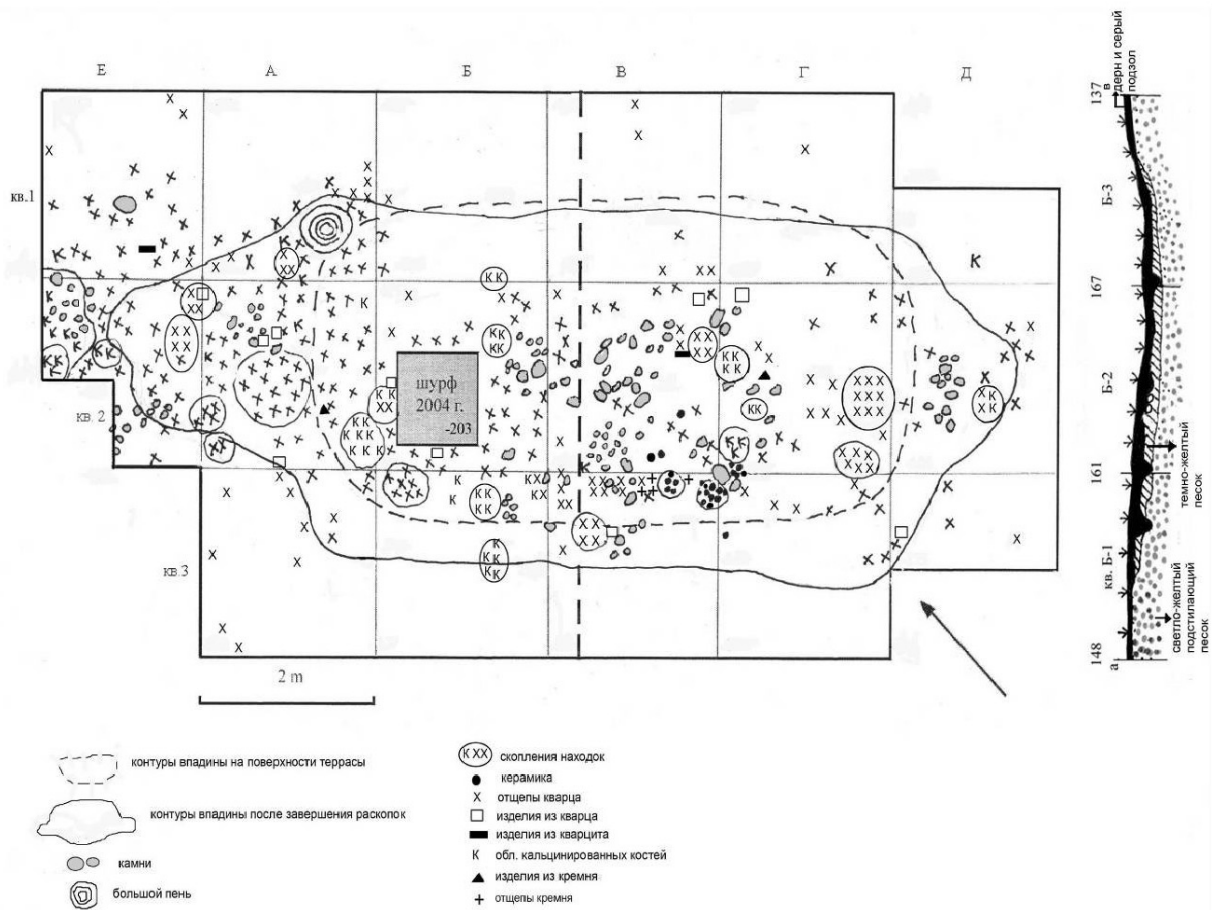 Е А Б В Г Д
кв.1
кв. 2
кв.3
шурф
2004 г.
-203
2 m
контуры впадины на поверхности террасы
контуры впадины после завершения раскопок
камни
большой пень
К XX скопления находок
керамика
X отщепы кварца
изделия из кварца
изделия из кварцита
К обл. кальцинированных костей
изделия из кремня
+ отщепы кремня
дерн и серый
подзол
137
в
Б-3
167
Б-2
161
темно-желтый
песок
кв. Б-1
светло-желтый
подстилающий
песок
148
а